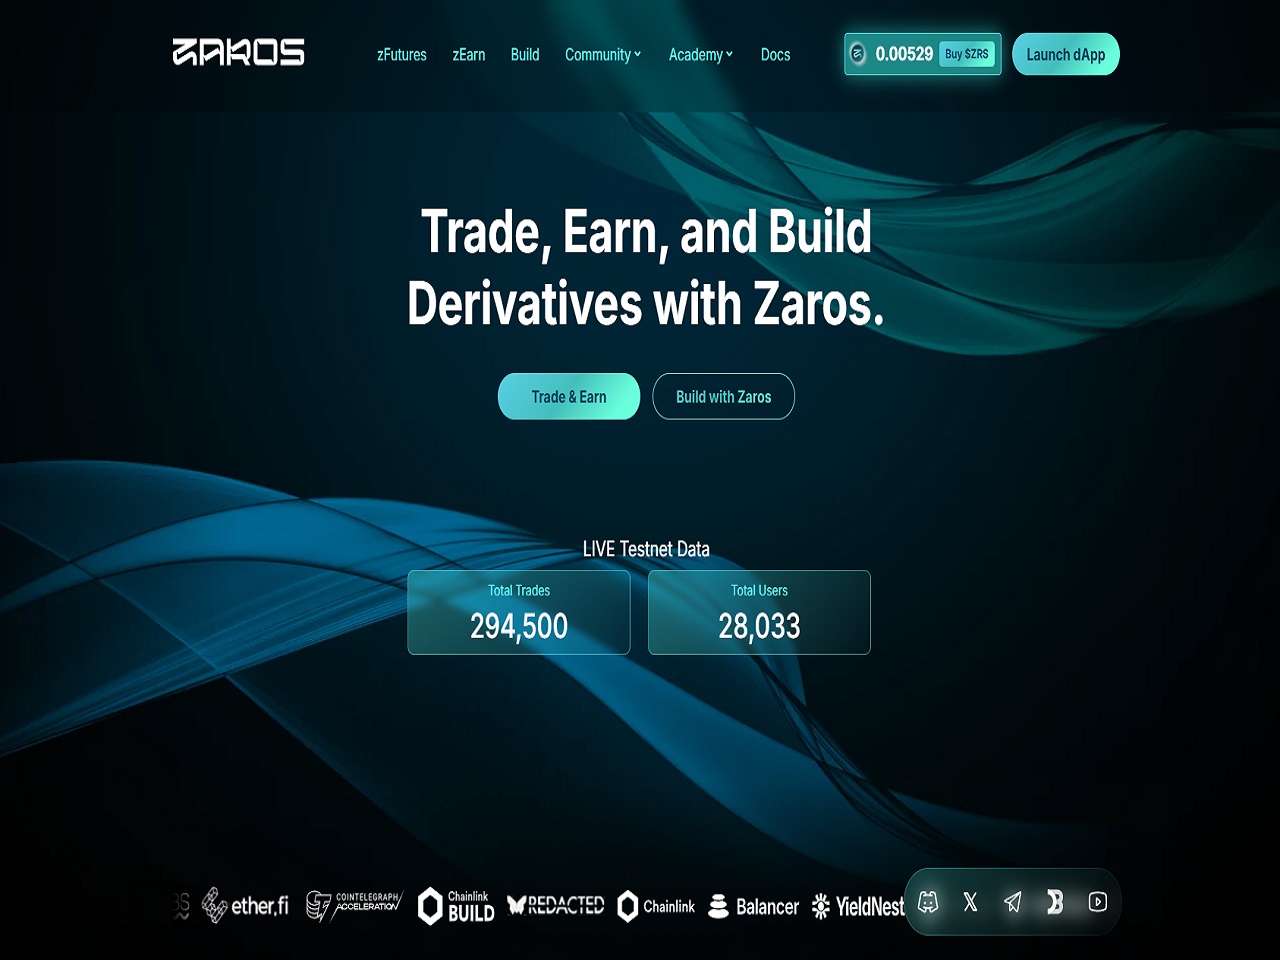 ZAROS
zFutures zEarn Build Community Academy Docs
0.00529 Buy $ZRS
Launch dApp
Trade, Earn, and Build
Derivatives with Zaros.
Trade & Earn
Build with Zaros
LIVE Testnet Data
Total Trades
294,500
Total Users
28,033
ether.fi
COINTELEGRAPH
ACCELERATION
Chainlink
BUILD
REDACTED
Chainlink
Balancer
YieldNest